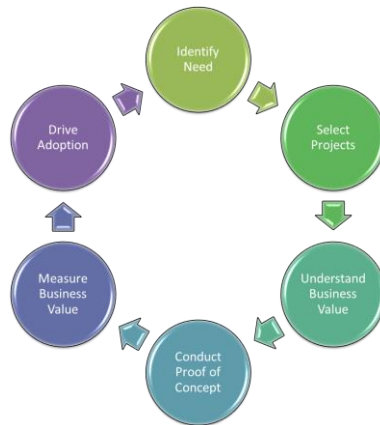 Identify
Need
Select
Projects
Understand
Business
Value
Conduct
Proof of
Concept
Measure
Business
Value
Drive
Adoption